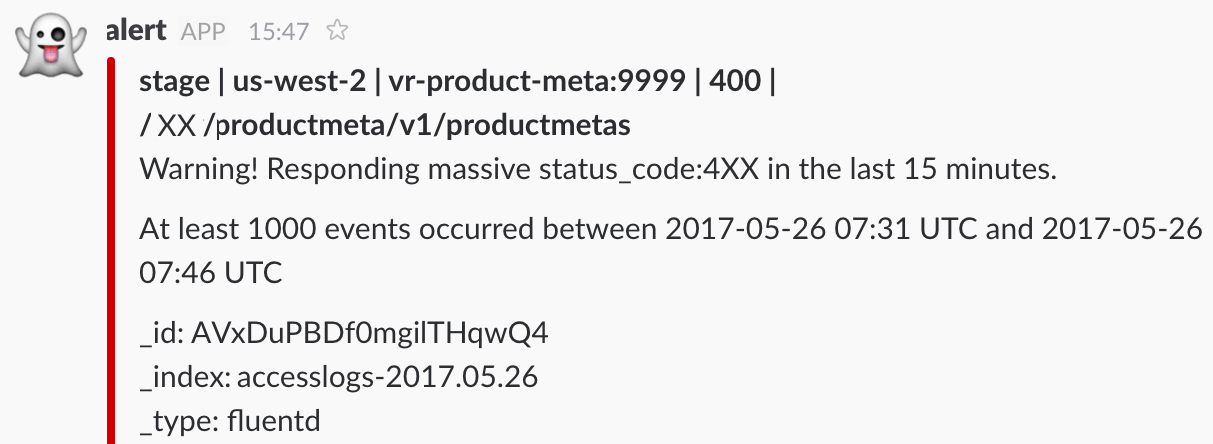 alert APP 15:47
stage | us-west-2 | vr-product-meta:9999 | 400 |
/ XX /productmeta/v1/productmetas
Warning! Responding massive status_code:4XX in the last 15 minutes.
At least 1000 events occurred between 2017-05-26 07:31 UTC and 2017-05-26
07:46 UTC
_id: AVxDuPBDf0mgilTHqwQ4
_index: accesslogs-2017.05.26
_type: fluentd